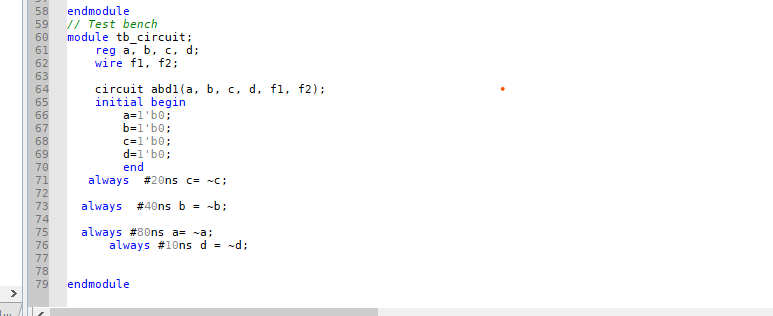 58 endmodule
59 // Test bench
60 module tb_circuit;
61 reg a, b, c, d;
62 wire f1, f2;
63
64 circuit abd1(a, b, c, d, f1, f2);
65 initial begin
66 a=1'b0;
67 b=1'b0;
68 c=1'b0;
69 d=1'b0;
70 end
71 always  #20ns c= ~c;
72
73 always  #40ns b = ~b;
74
75 always #80ns a= ~a;
76 always #10ns d = ~d;
77
78
79 endmodule